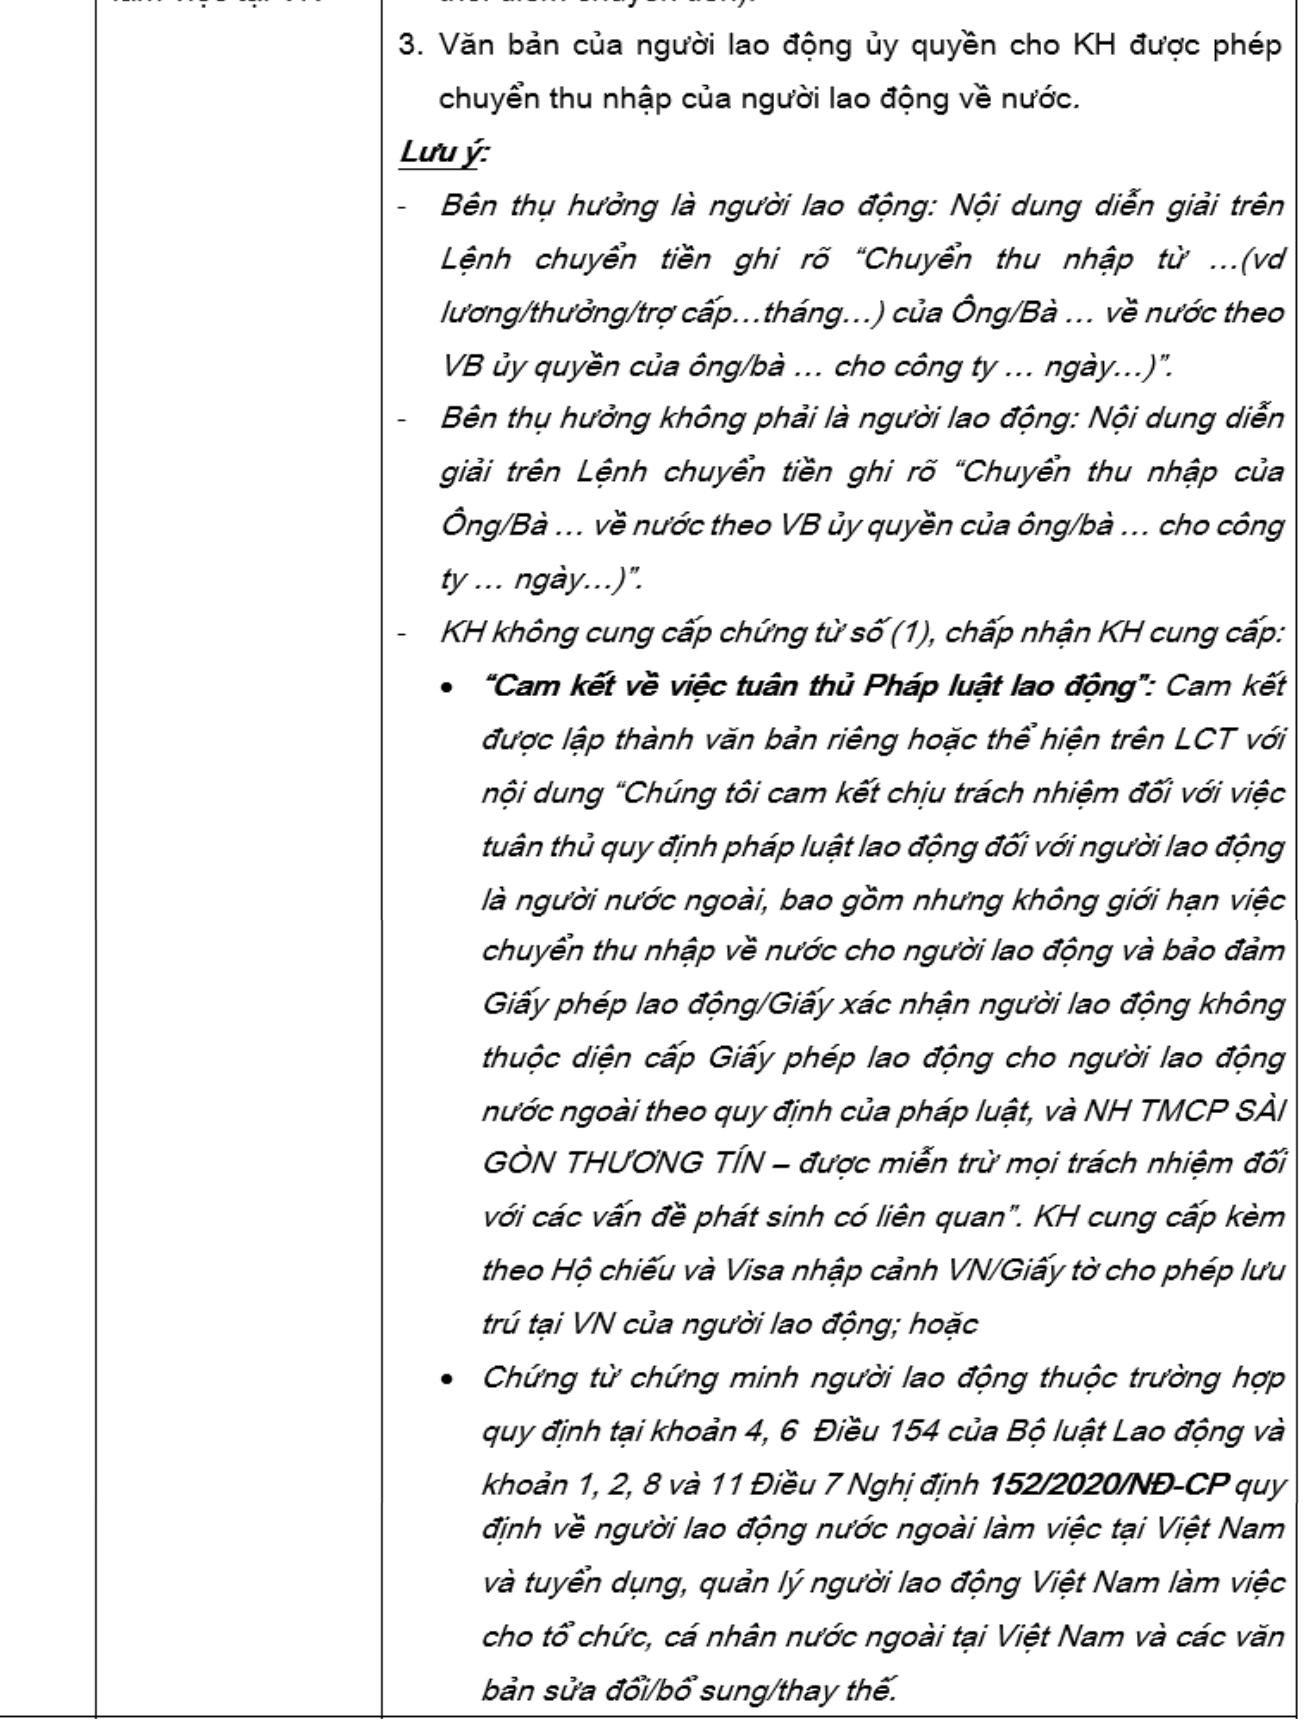 3. Văn bản của người lao động ủy quyền cho KH được phép
chuyển thu nhập của người lao động về nước.
Lưu ý:
- Bên thụ hưởng là người lao động: Nội dung diễn giải trên
Lệnh chuyển tiền ghi rõ “Chuyển thu nhập từ …(vd
lương/thưởng/trợ cấp…tháng…) của Ông/Bà … về nước theo
VB ủy quyền của ông/bà … cho công ty … ngày…)”.
- Bên thụ hưởng không phải là người lao động: Nội dung diễn
giải trên Lệnh chuyển tiền ghi rõ “Chuyển thu nhập của
Ông/Bà … về nước theo VB ủy quyền của ông/bà … cho công
ty … ngày…)”.
- KH không cung cấp chứng từ số (1), chấp nhận KH cung cấp:
• “Cam kết về việc tuân thủ Pháp luật lao động”: Cam kết
được lập thành văn bản riêng hoặc thể hiện trên LCT với
nội dung “Chúng tôi cam kết chịu trách nhiệm đối với việc
tuân thủ quy định pháp luật lao động đối với người lao động
là người nước ngoài, bao gồm nhưng không giới hạn việc
chuyển thu nhập về nước cho người lao động và bảo đảm
Giấy phép lao động/Giấy xác nhận người lao động không
thuộc diện cấp Giấy phép lao động cho người lao động
nước ngoài theo quy định của pháp luật, và NH TMCP SÀI
GÒN THƯƠNG TÍN – được miễn trừ mọi trách nhiệm đối
với các vấn đề phát sinh có liên quan”. KH cung cấp kèm
theo Hộ chiếu và Visa nhập cảnh VN/Giấy tờ cho phép lưu
trú tại VN của người lao động; hoặc
• Chứng từ chứng minh người lao động thuộc trường hợp
quy định tại khoản 4, 6 Điều 154 của Bộ luật Lao động và
khoản 1, 2, 8 và 11 Điều 7 Nghị định 152/2020/NĐ-CP quy
định về người lao động nước ngoài làm việc tại Việt Nam
và tuyển dụng, quản lý người lao động Việt Nam làm việc
cho tổ chức, cá nhân nước ngoài tại Việt Nam và các văn
bản sửa đổi/bổ sung/thay thế.